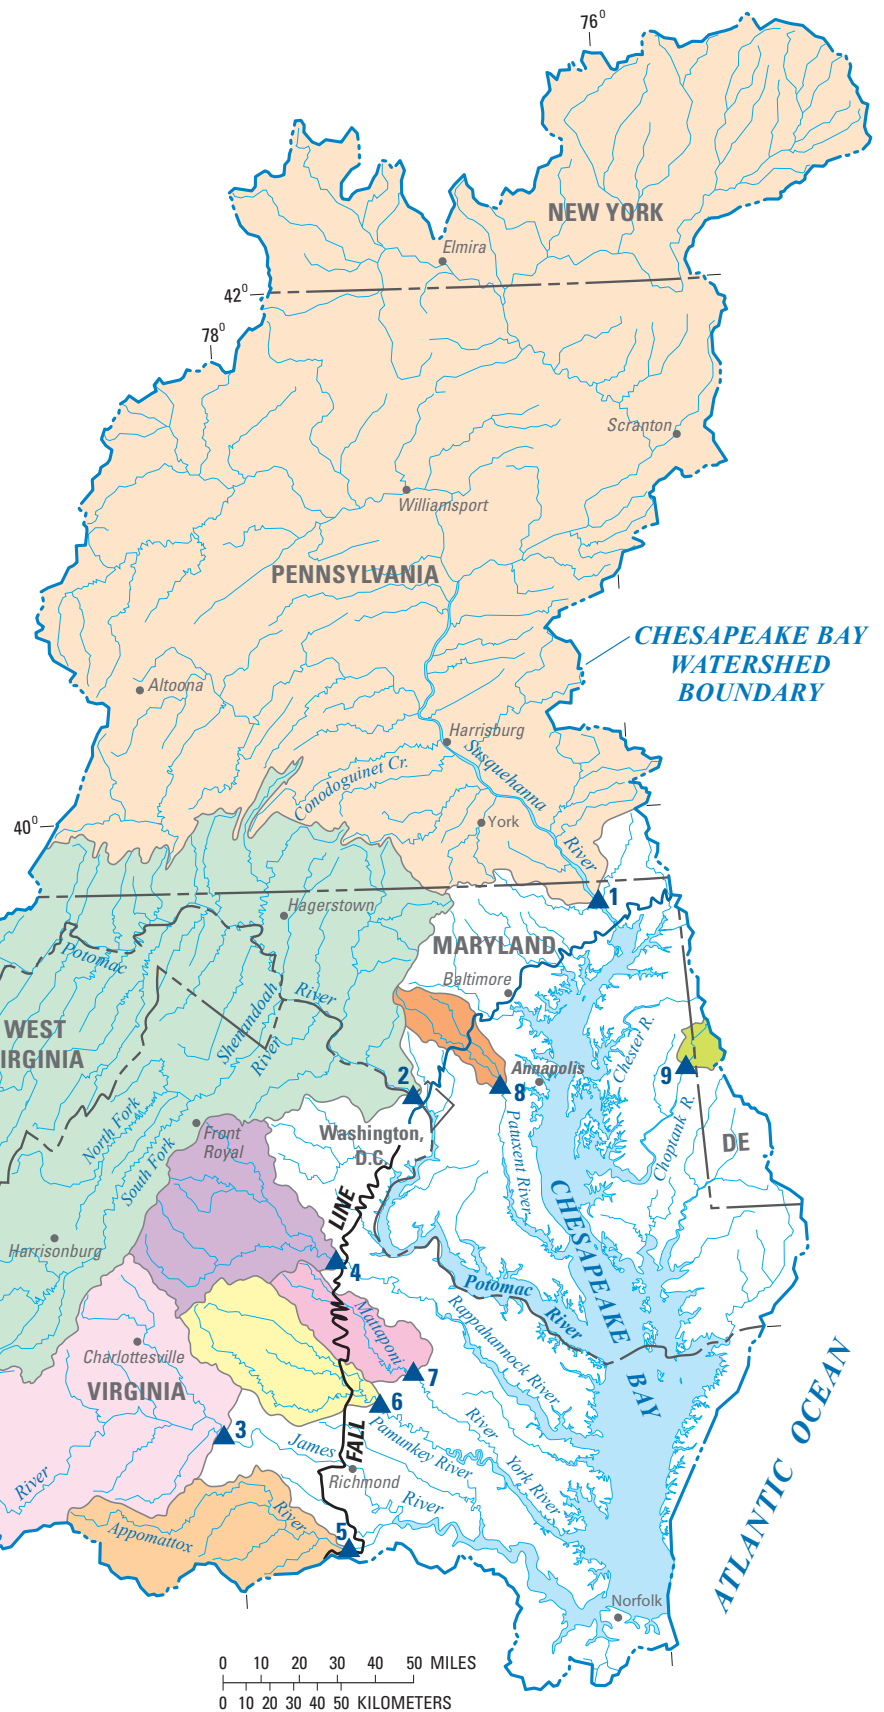 76⁰
NEW YORK
Elmira
42⁰
78⁰
Scranton
Williamsport
PENNSYLVANIA
CHESAPEAKE BAY
WATERSHED
BOUNDARY
Altoona
Harrisburg
Susquehanna
River
Conodoguinet Cr.
40⁰
York
1
Hagerstown
MARYLAND
Potomac
River
Baltimore
WEST
IRGINIA
Shenandoah
River
Chester R.
Annapolis
2
8
9
Patuxent River
Choptank R.
North Fork
South Fork
Front
Royal
Washington,
D.C.
DE
LINE
CHESAPEAKE
BAY
Harrisonburg
4
Potomac
River
Rappahannock River
Mattaponi
River
Charlottesville
VIRGINIA
7
6
3
Pamunkey River
FALL
James
River
York River
Richmond
River
ATLANTIC OCEAN
Appomattox
River
5
Norfolk
0 10 20 30 40 50 MILES
0 10 20 30 40 50 KILOMETERS